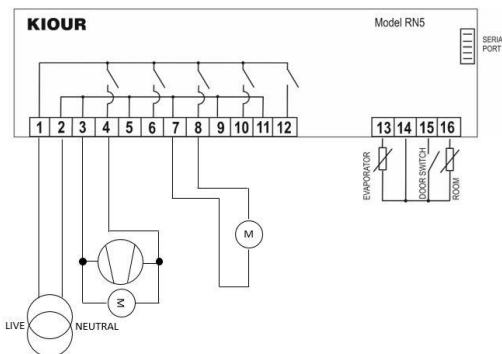 KIOUR
Model RN5
SERIA
PORT
1 2 3 4 5 6 7 8 9 10 11 12
13 14 15 16
EVAPORATOR
DOOR SWITCH
ROOM
M
M
LIVE
NEUTRAL